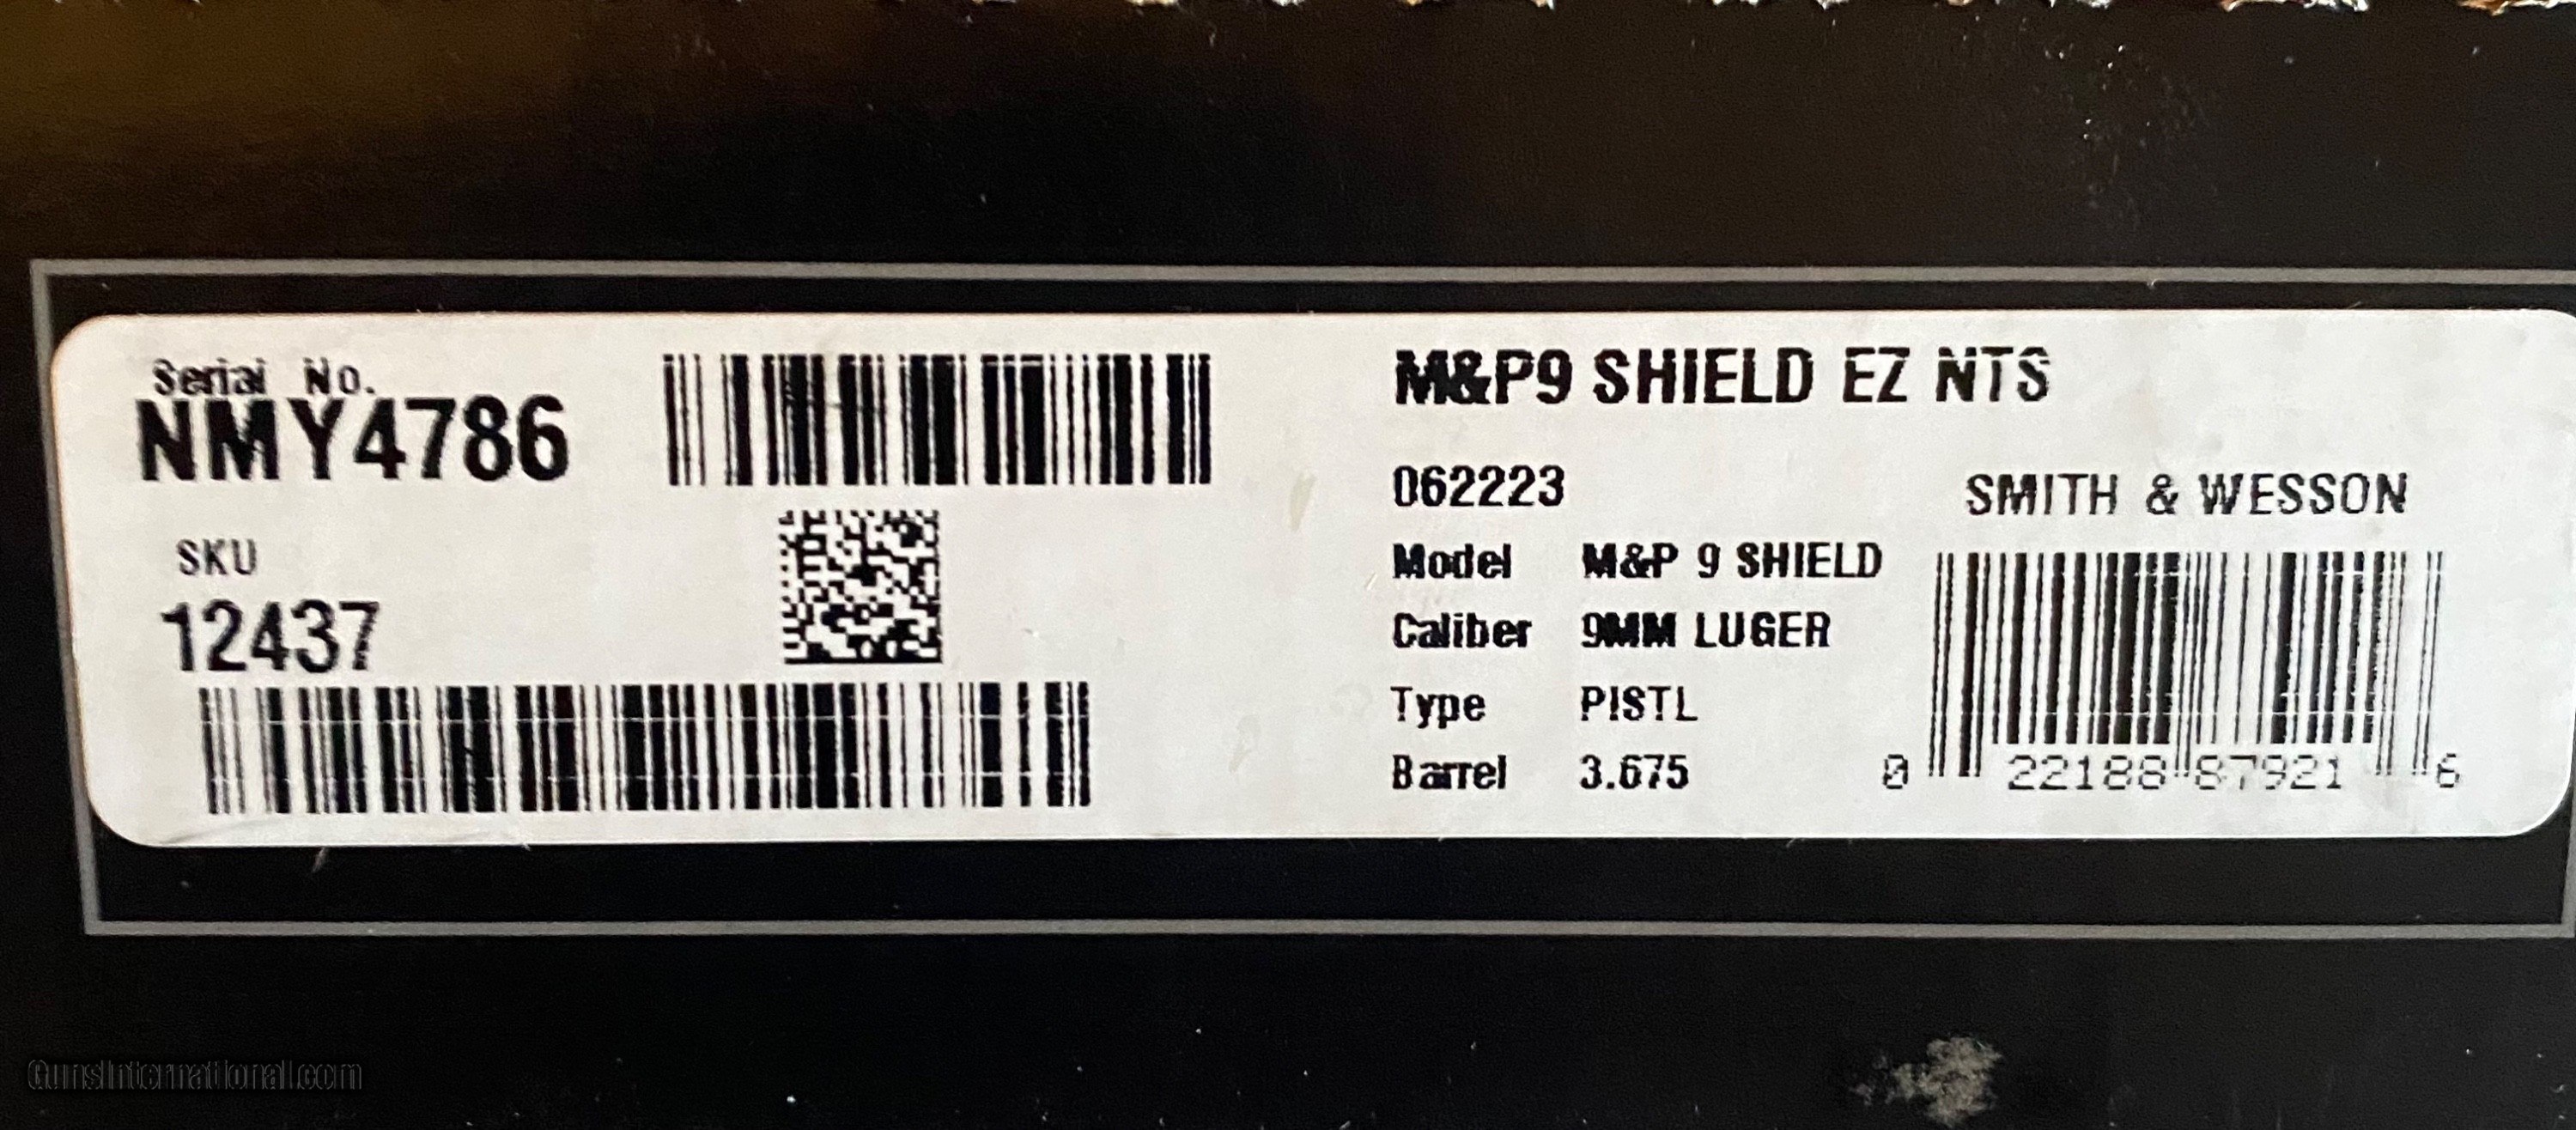 Serial No.
NMY4786
SKU
12437
M&P9 SHIELD EZ NTS
062223
SMITH & WESSON
Model M&P 9 SHIELD
Caliber 9MM LUGER
Type PISTL
Barrel 3.675
0 22188 87921 6
GunsInternational.com